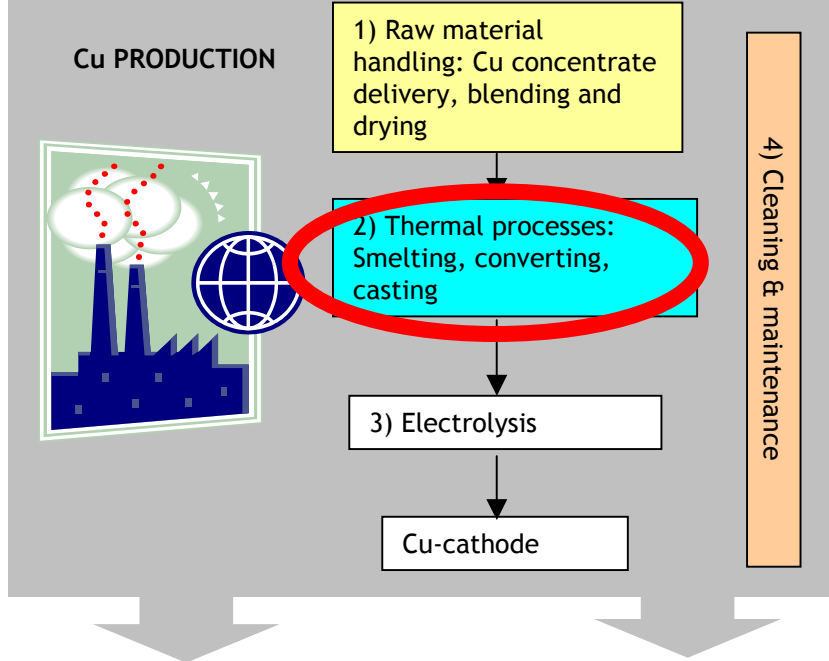 Cu PRODUCTION
1) Raw material
handling: Cu concentrate
delivery, blending and
drying
2) Thermal processes:
Smelting, converting,
casting
3) Electrolysis
Cu-cathode
4) Cleaning & maintenance